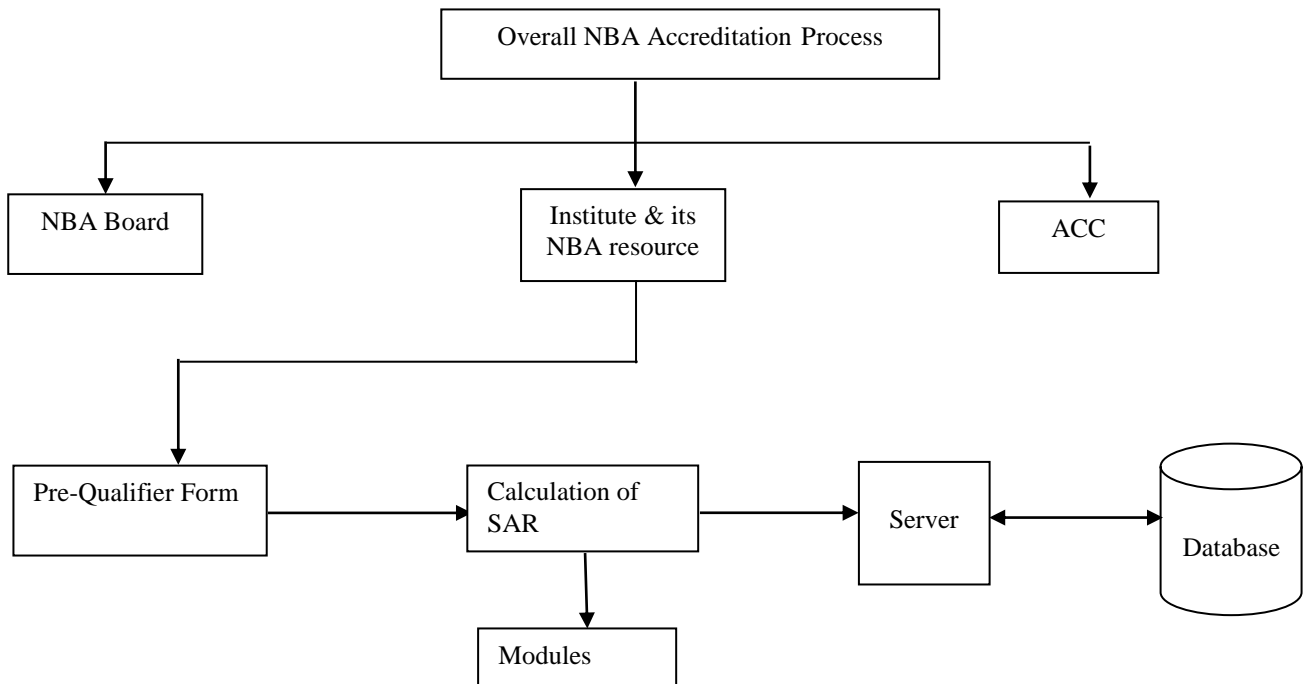 Overall NBA Accreditation Process
NBA Board
Institute & its
NBA resource
ACC
Pre-Qualifier Form
Calculation of
SAR
Server
Database
Modules